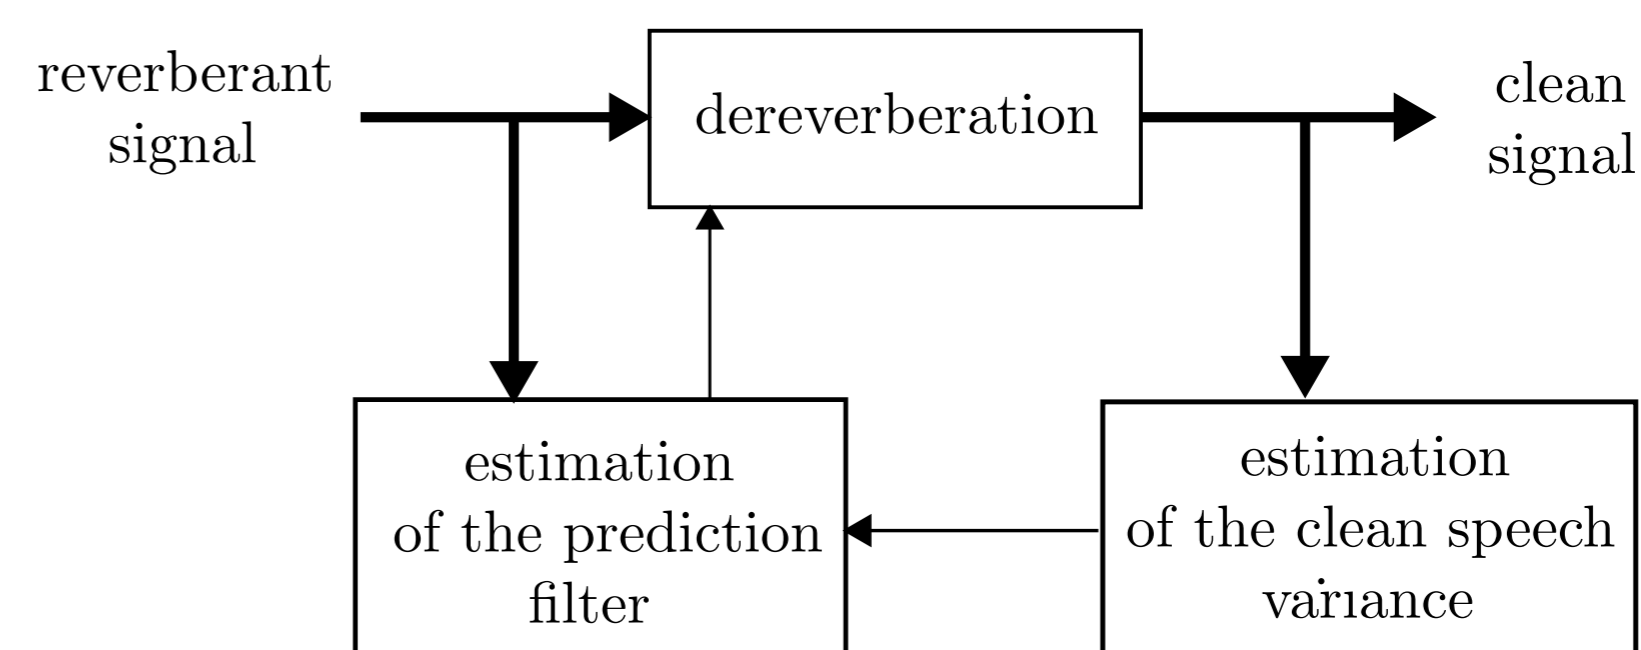 reverberant
signal
dereverberation
clean
signal
estimation
of the prediction
filter
estimation
of the clean speech
variance